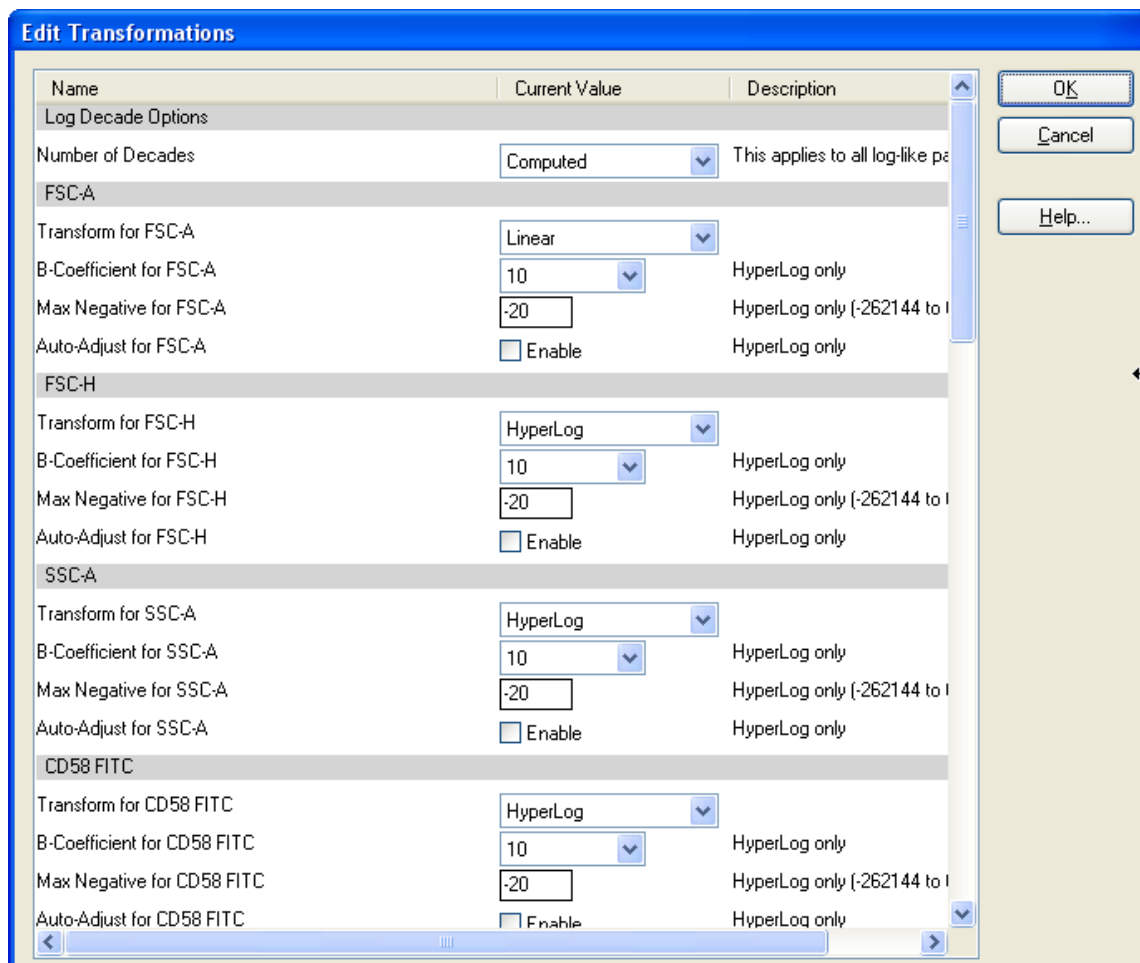 Edit Transformations
Name Current Value Description
OK
Log Decade Options
Cancel
Number of Decades Computed This applies to all log-like pa
FSC-A
Help...
Transform for FSC-A Linear
B-Coefficient for FSC-A 10 HyperLog only
Max Negative for FSC-A -20 HyperLog only (-262144 to
Auto-Adjust for FSC-A Enable HyperLog only
FSC-H
Transform for FSC-H HyperLog
B-Coefficient for FSC-H 10 HyperLog only
Max Negative for FSC-H -20 HyperLog only (-262144 to
Auto-Adjust for FSC-H Enable HyperLog only
SSC-A
Transform for SSC-A HyperLog
B-Coefficient for SSC-A 10 HyperLog only
Max Negative for SSC-A -20 HyperLog only (-262144 to
Auto-Adjust for SSC-A Enable HyperLog only
CD58 FITC
Transform for CD58 FITC HyperLog
B-Coefficient for CD58 FITC 10 HyperLog only
Max Negative for CD58 FITC -20 HyperLog only (-262144 to
Auto-Adjust for CD58 FITC Enable HyperLog only